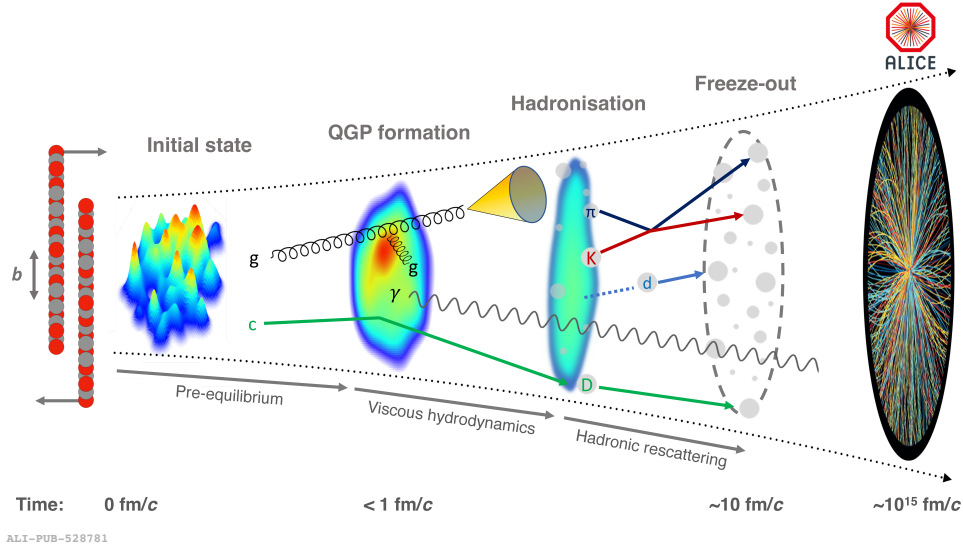 ALICE
Freeze-out
Hadronisation
QGP formation
Initial state
b
g
g
γ
c
π
K
d
D
Pre-equilibrium
Viscous hydrodynamics
Hadronic rescattering
Time: 0 fm/c < 1 fm/c ~10 fm/c ~10¹⁵ fm/c
ALI-PUB-528781